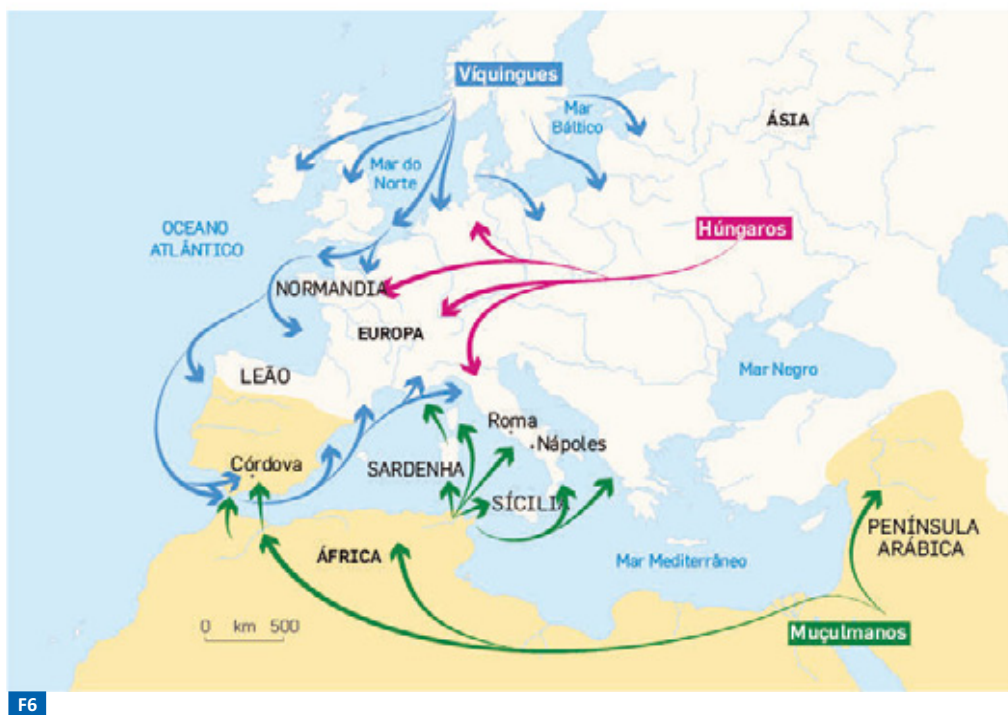 Víquingues
Mar
Báltico
ÁSIA
Mar do
Norte
OCEANO
ATLÂNTICO
Húngaros
NORMANDIA
EUROPA
LEÃO
Mar Negro
Roma
Nápoles
Córdova
SARDENHA
SÍCILIA
PENÍNSULA
ARÁBICA
ÁFRICA
Mar Mediterrâneo
0 km 500
Muçulmanos
F6